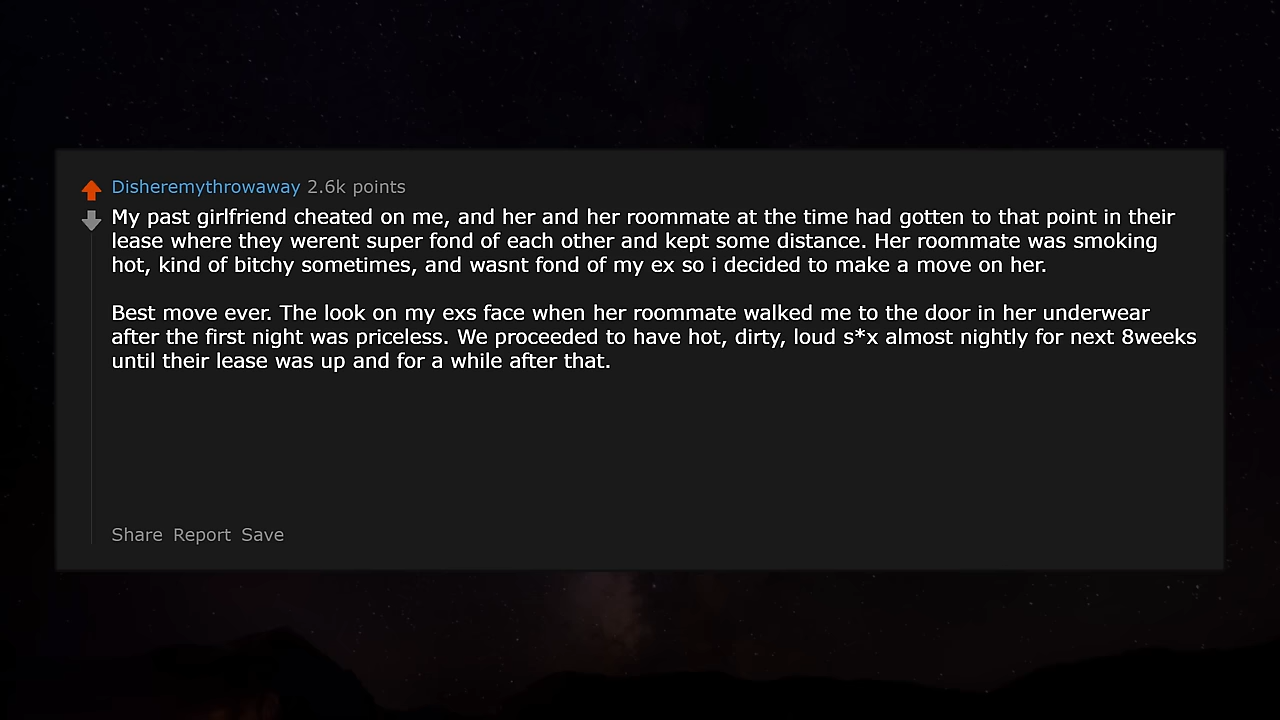 Disheremythrowaway 2.6k points
My past girlfriend cheated on me, and her and her roommate at the time had gotten to that point in their
lease where they werent super fond of each other and kept some distance. Her roommate was smoking
hot, kind of bitchy sometimes, and wasnt fond of my ex so i decided to make a move on her.
Best move ever. The look on my exs face when her roommate walked me to the door in her underwear
after the first night was priceless. We proceeded to have hot, dirty, loud s*x almost nightly for next 8weeks
until their lease was up and for a while after that.
Share Report Save